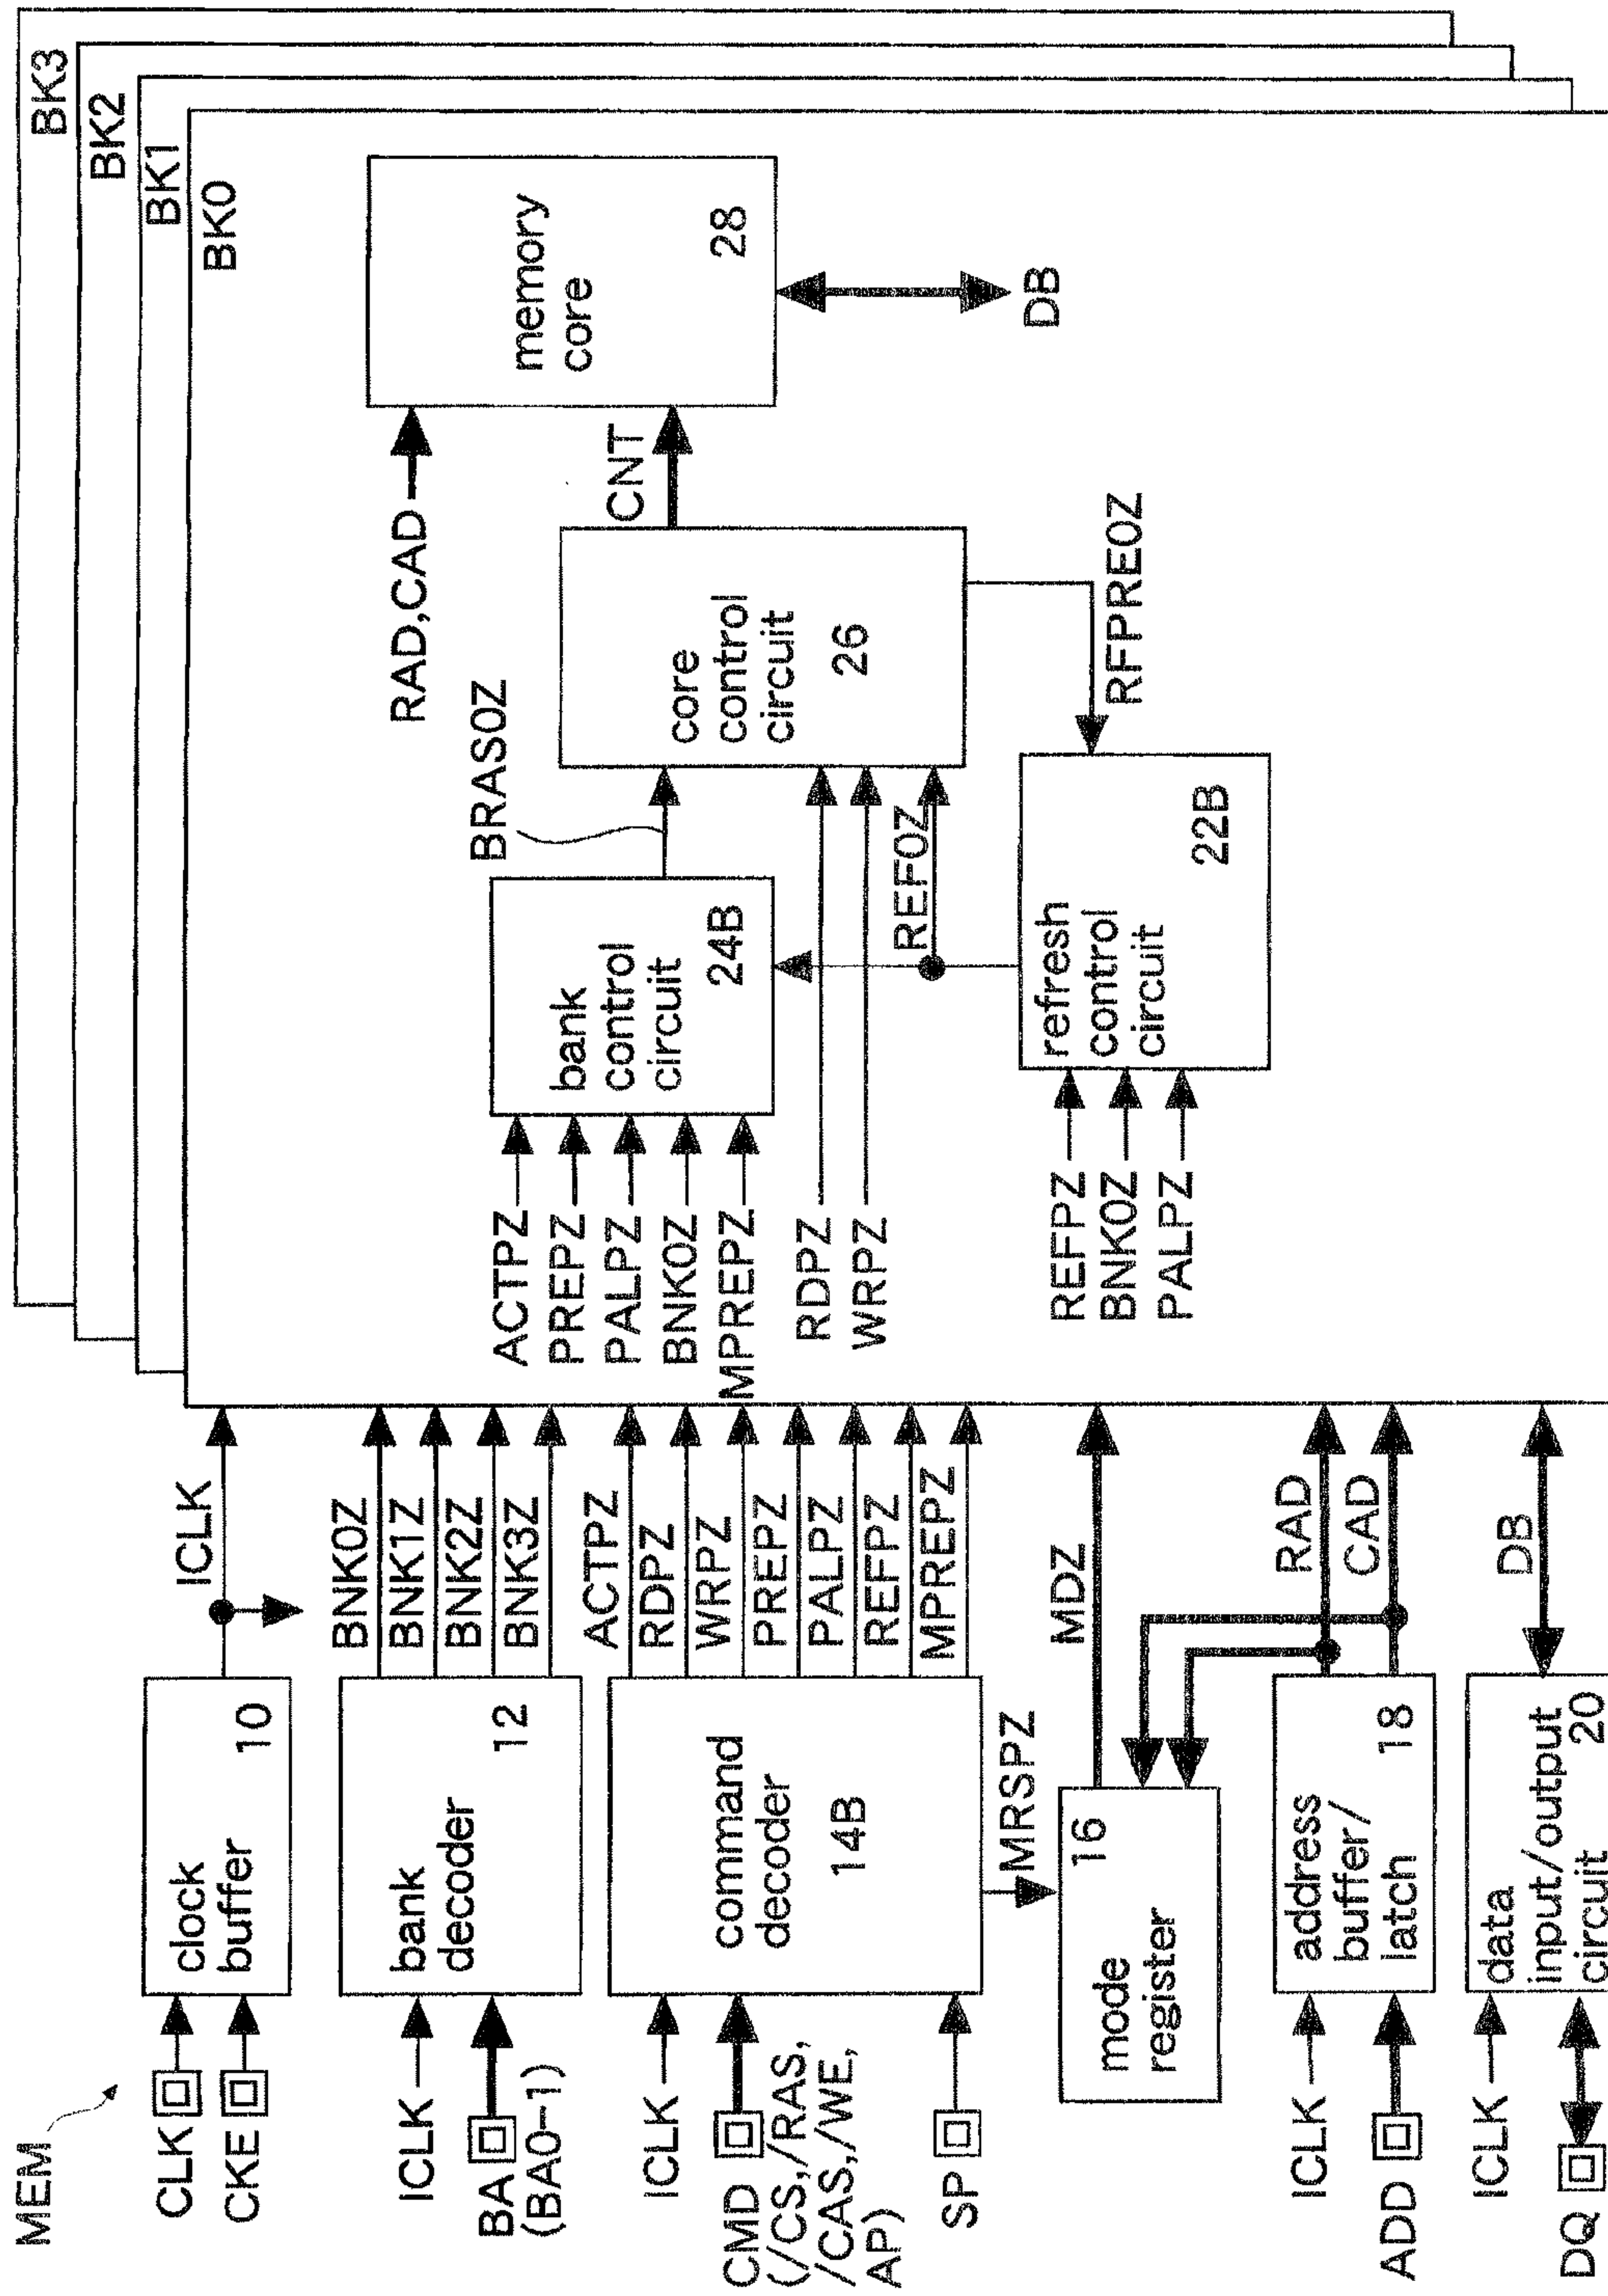 MEM
CLK
CKE
clock
buffer
10
ICLK
ICLK
BA
(BA0-1)
bank
decoder
12
BNK0Z
BNK1Z
BNK2Z
BNK3Z
ICLK
CMD
(/CS,/RAS,
/CAS,/WE,
AP)
SP
command
decoder
14B
ACTPZ
RDPZ
WRPZ
PREPZ
PALPZ
REFPZ
MPREPZ
MRSPZ
mode
register
16
MDZ
ICLK
ADD
address
buffer/
latch
18
RAD
CAD
ICLK
DQ
data
input/output
circuit
20
DB
BK3
BK2
BK1
BK0
ACTPZ
PREPZ
PALPZ
BNK0Z
MPREPZ
RDPZ
WRPZ
bank
control
circuit
24B
BRAS0Z
REF0Z
REFPZ
BNK0Z
PALPZ
refresh
control
circuit
22B
RFPRE0Z
core
control
circuit
26
CNT
RAD,CAD
memory
core
28
DB